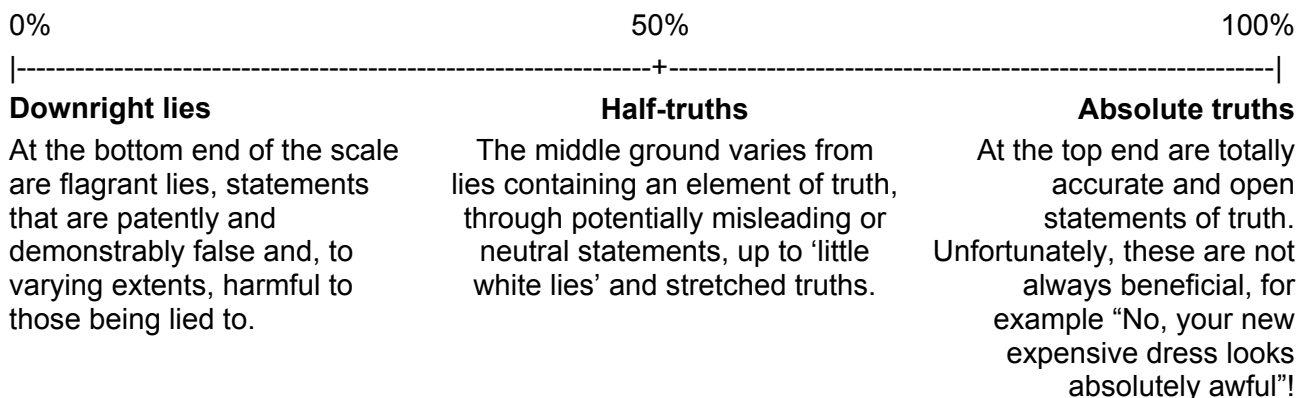 0% 50% 100%
|-----------------------------------------------------------------+---------------------------------------------------------------|
Downright lies
At the bottom end of the scale
are flagrant lies, statements
that are patently and
demonstrably false and, to
varying extents, harmful to
those being lied to.
Half-truths
The middle ground varies from
lies containing an element of truth,
through potentially misleading or
neutral statements, up to ‘little
white lies’ and stretched truths.
Absolute truths
At the top end are totally
accurate and open
statements of truth.
Unfortunately, these are not
always beneficial, for
example “No, your new
expensive dress looks
absolutely awful”!